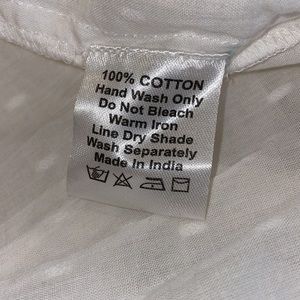 100% COTTON
Hand Wash Only
Do Not Bleach
Warm Iron
Line Dry Shade
Wash Separately
Made In India